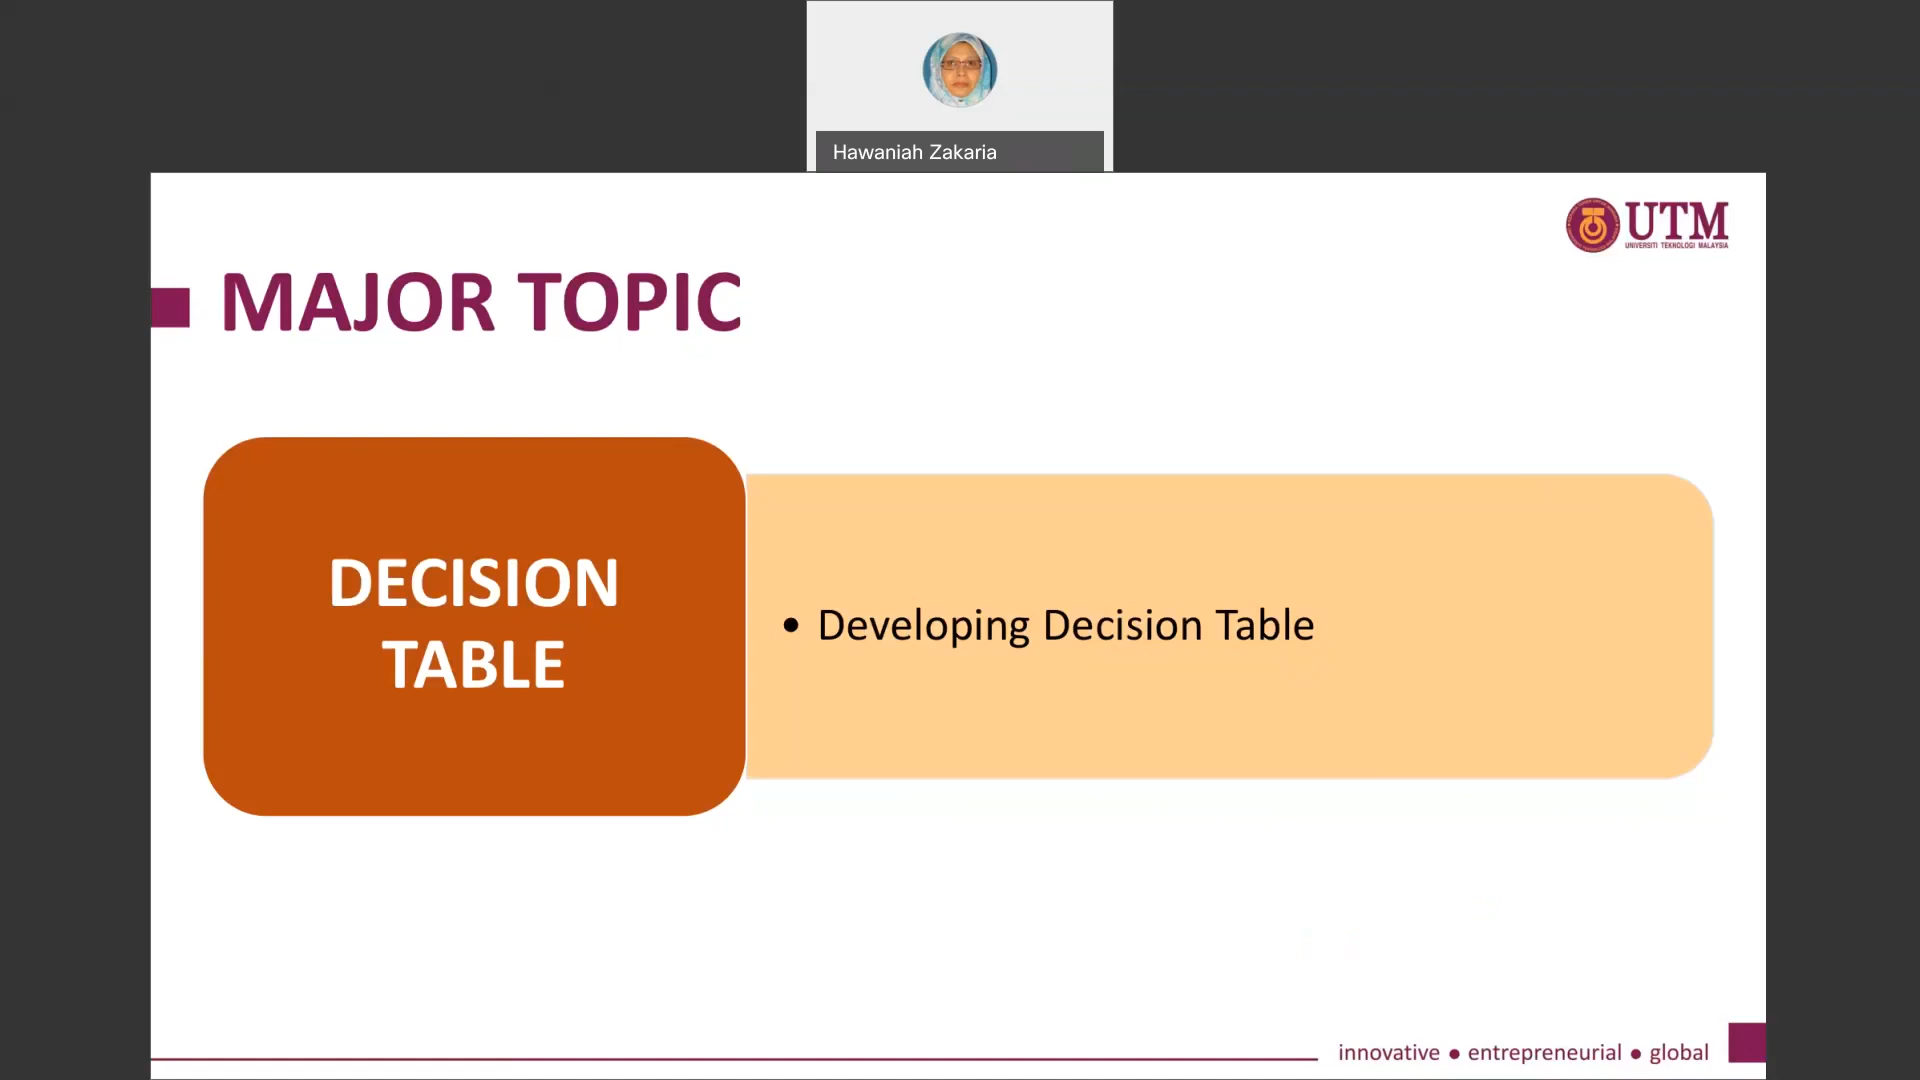 Hawaniah Zakaria
UTM
UNIVERSITI TEKNOLOGI MALAYSIA
MAJOR TOPIC
DECISION
TABLE
• Developing Decision Table
innovative ● entrepreneurial ● global